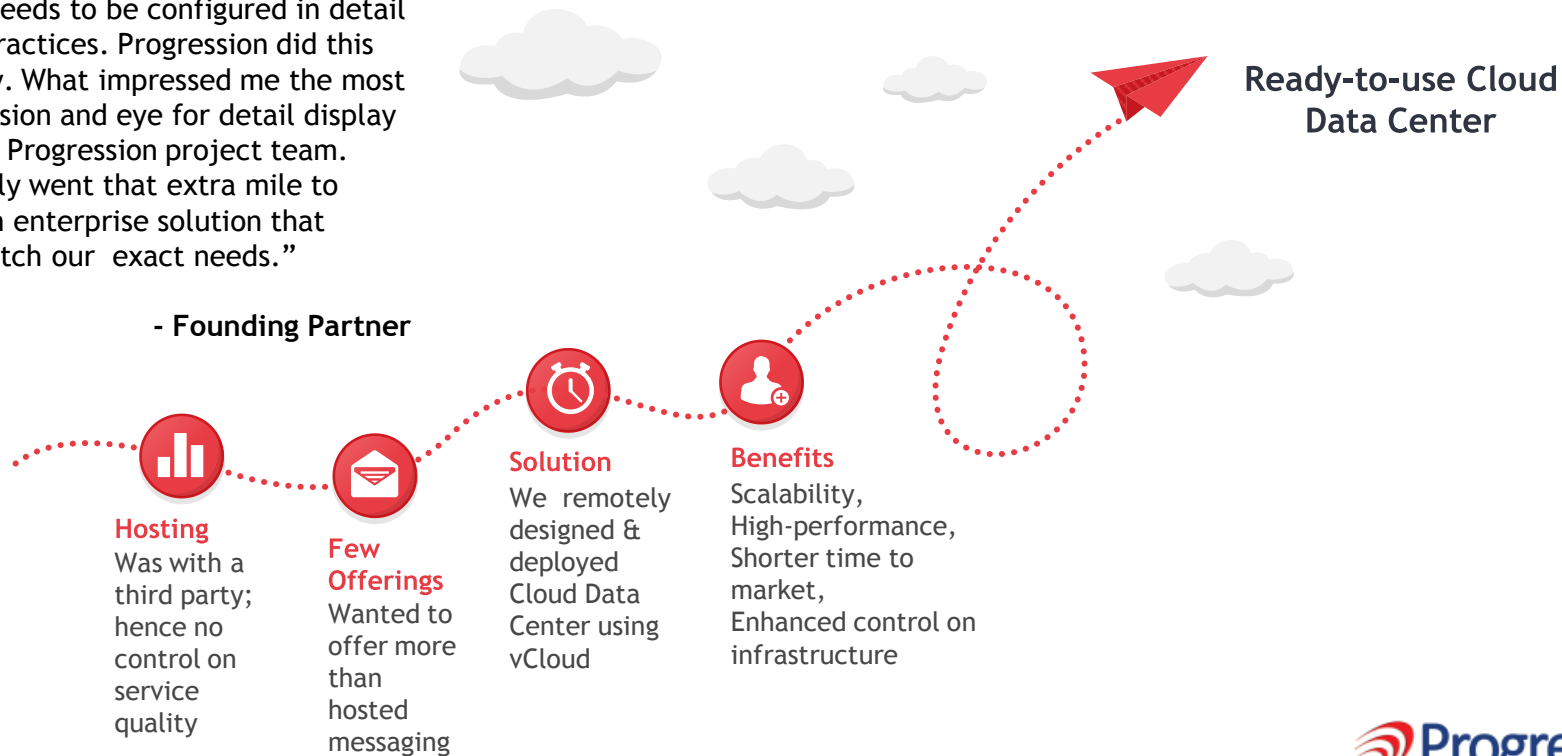 eeds to be configured in detail
ractices. Progression did this
. What impressed me the most
sion and eye for detail display
Progression project team.
ly went that extra mile to
enterprise solution that
tch our exact needs.”
- Founding Partner
Ready-to-use Cloud
Data Center
Hosting
Was with a
third party;
hence no
control on
service
quality
Few
Offerings
Wanted to
offer more
than
hosted
messaging
Solution
We remotely
designed &
deployed
Cloud Data
Center using
vCloud
Benefits
Scalability,
High-performance,
Shorter time to
market,
Enhanced control on
infrastructure
Progre